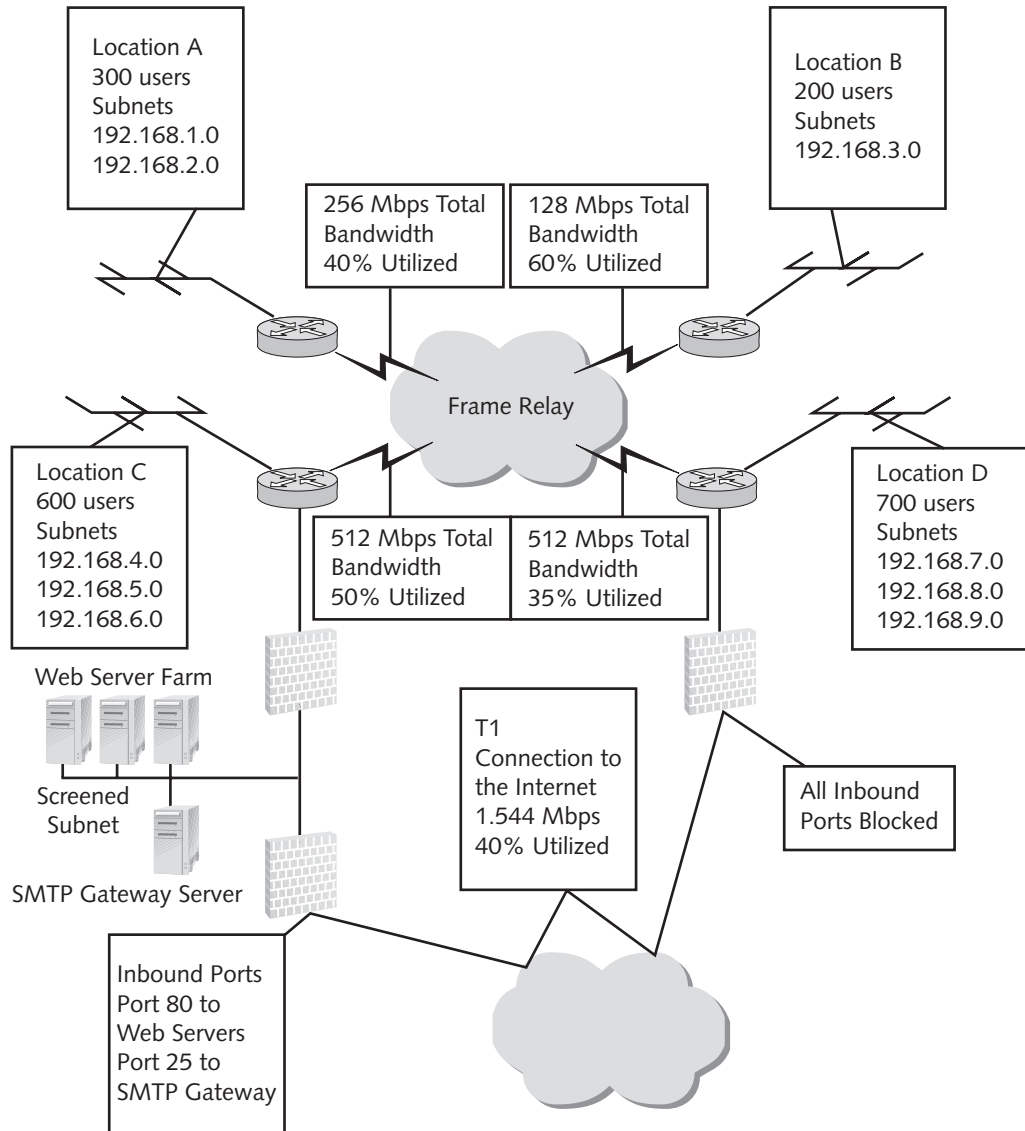 Location A
300 users
Subnets
192.168.1.0
192.168.2.0
Location B
200 users
Subnets
192.168.3.0
256 Mbps Total
Bandwidth
40% Utilized
128 Mbps Total
Bandwidth
60% Utilized
Frame Relay
Location C
600 users
Subnets
192.168.4.0
192.168.5.0
192.168.6.0
512 Mbps Total
Bandwidth
50% Utilized
512 Mbps Total
Bandwidth
35% Utilized
Location D
700 users
Subnets
192.168.7.0
192.168.8.0
192.168.9.0
Web Server Farm
Screened
Subnet
SMTP Gateway Server
T1
Connection to
the Internet
1.544 Mbps
40% Utilized
All Inbound
Ports Blocked
Inbound Ports
Port 80 to
Web Servers
Port 25 to
SMTP Gateway